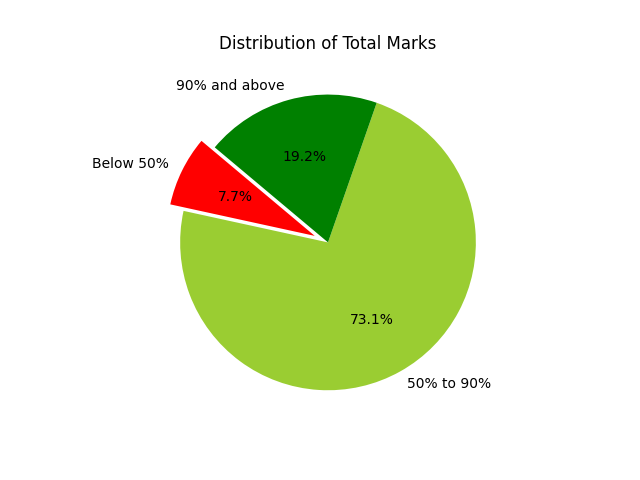 Distribution of Total Marks
90% and above
19.2%
Below 50%
7.7%
73.1%
50% to 90%